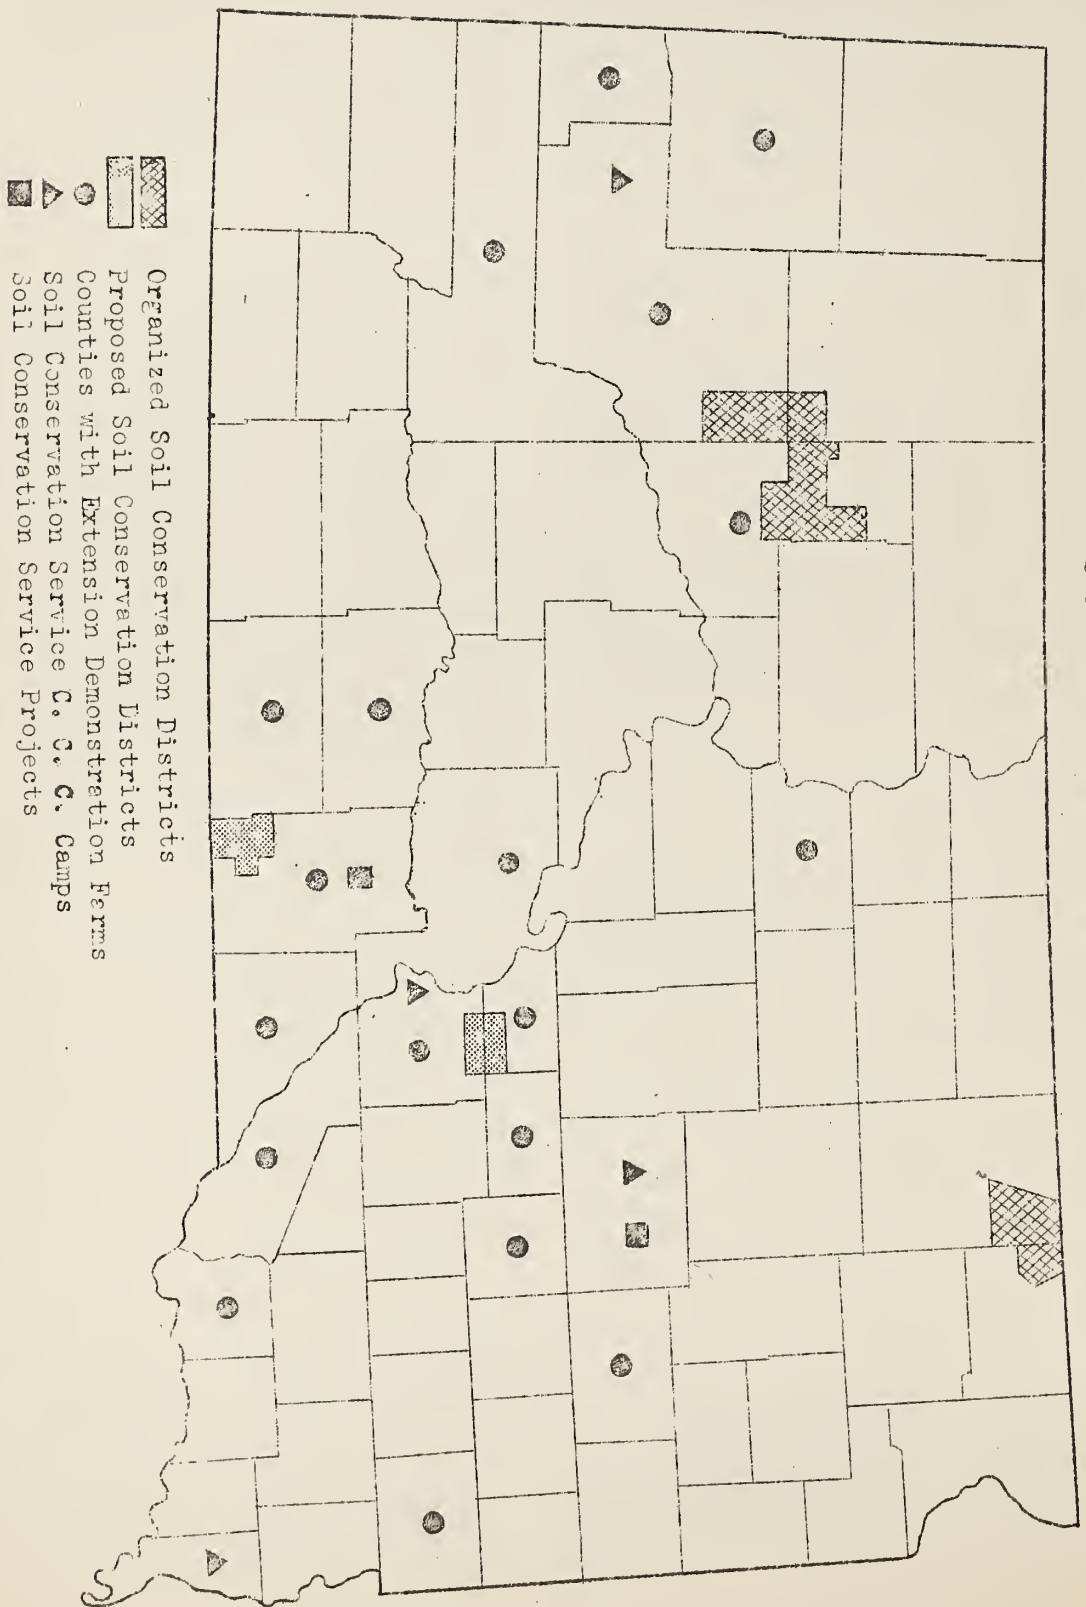 Organized Soil Conservation Districts
Proposed Soil Conservation Districts
Counties with Extension Demonstration Farms
Soil Conservation Service C. C. C. Camps
Soil Conservation Service Projects